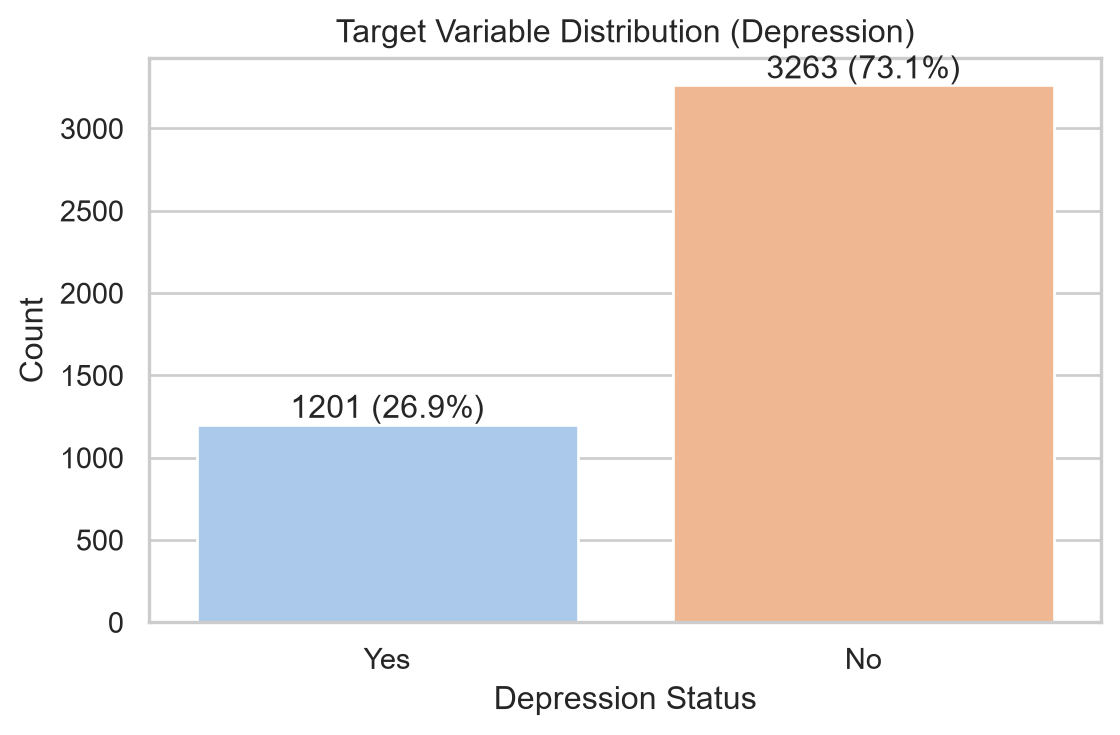 Target Variable Distribution (Depression)
3263 (73.1%)
3000
2500
2000
1500
1000
500
0
Count
1201 (26.9%)
Yes
No
Depression Status